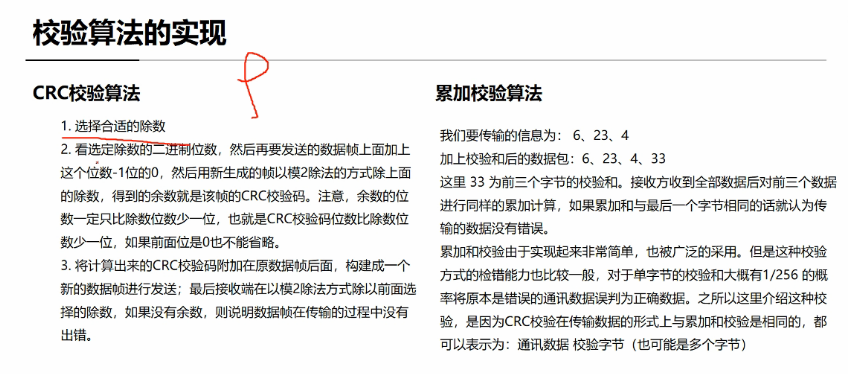 校验算法的实现
P
CRC校验算法
1. 选择合适的除数
2. 看选定除数的二进制位数，然后再要发送的数据帧上面加上
这个位数-1位的0，然后用新生成的帧以模2除法的方式除上面
的除数，得到的余数就是该帧的CRC校验码。注意，余数的位
数一定只比除数位数少一位，也就是CRC校验码位数比除数位
数少一位，如果前面位是0也不能省略。
3. 将计算出来的CRC校验码附加在原数据帧后面，构建成一个
新的数据帧进行发送；最后接收端在以模2除法方式除以前面选
择的除数，如果没有余数，则说明数据帧在传输的过程中没有
出错。
累加校验算法
我们要传输的信息为： 6、23、4
加上校验和后的数据包：6、23、4、33
这里 33 为前三个字节的校验和。接收方收到全部数据后对前三个数据
进行同样的累加计算，如果累加和与最后一个字节相同的话就认为传
输的数据没有错误。
累加和校验由于实现起来非常简单，也被广泛的采用。但是这种校验
方式的检错能力也比较一般，对于单字节的校验和大概有1/256 的概
率将原本是错误的通讯数据误判为正确数据。之所以这里介绍这种校
验，是因为CRC校验在传输数据的形式上与累加和校验是相同的，都
可以表示为：通讯数据 校验字节（也可能是多个字节）